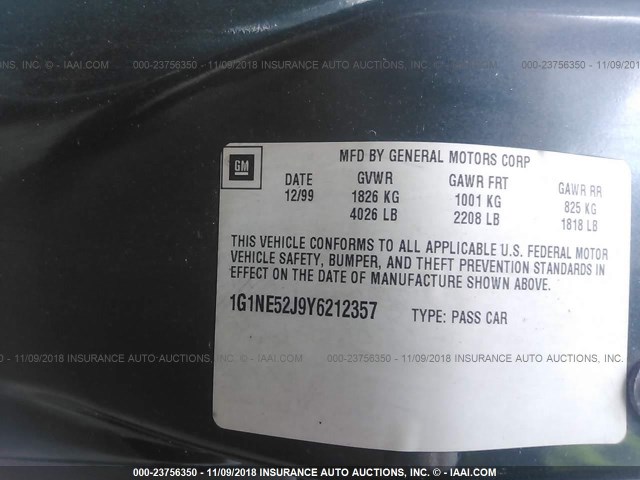 000-23756350 - 11/09/2018 INSURANCE AUTO AUCTIONS, INC. - IAAI.COM
GM
MFD BY GENERAL MOTORS CORP
DATE GVWR GAWR FRT GAWR RR
12/99 1826 KG 1001 KG 825 KG
4026 LB 2208 LB 1818 LB
THIS VEHICLE CONFORMS TO ALL APPLICABLE U.S. FEDERAL MOTOR
VEHICLE SAFETY, BUMPER, AND THEFT PREVENTION STANDARDS IN
EFFECT ON THE DATE OF MANUFACTURE SHOWN ABOVE.
1G1NE52J9Y6212357 TYPE: PASS CAR
000-23756350 - 11/09/2018 INSURANCE AUTO AUCTIONS, INC. - IAAI.COM
000-23756350 - 11/09/2018 INSURANCE AUTO AUCTIONS, INC. - IAAI.COM